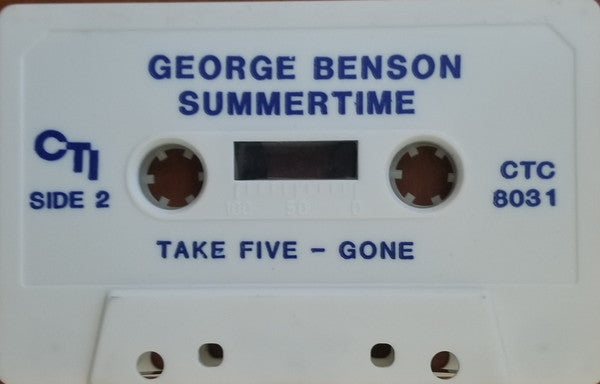 GEORGE BENSON
SUMMERTIME
CTI
SIDE 2
CTC
8031
100 50 0
TAKE FIVE – GONE